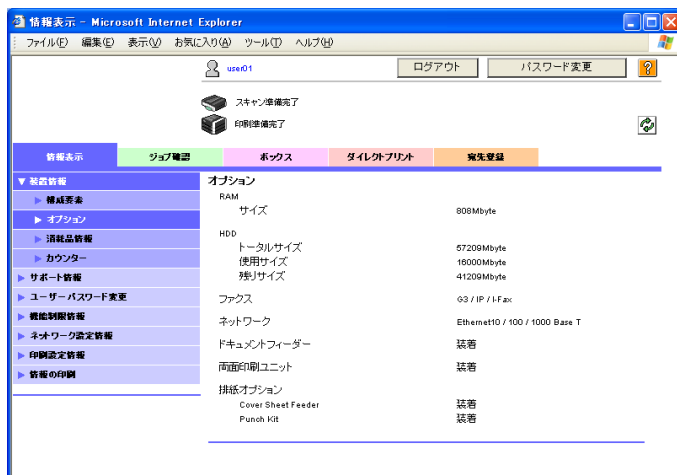 情報表示 - Microsoft Internet Explorer
ファイル(F) 編集(E) 表示(V) お気に入り(A) ツール(T) ヘルプ(H)
user01 ログアウト パスワード変更 ?
スキャン準備完了
印刷準備完了
情報表示 ジョブ確認 ボックス ダイレクトプリント 宛先登録
▼ 装置情報
▶ 構成要素
▶ オプション
▶ 消耗品情報
▶ カウンター
▶ サポート情報
▶ ユーザーパスワード変更
▶ 機能制限情報
▶ ネットワーク設定情報
▶ 印刷設定情報
▶ 情報の印刷
オプション
RAM
サイズ 808Mbyte
HDD
トータルサイズ 57209Mbyte
使用サイズ 16000Mbyte
残りサイズ 41209Mbyte
ファクス G3 / IP / I-Fax
ネットワーク Ethernet10 / 100 / 1000 Base T
ドキュメントフィーダー 装着
両面印刷ユニット 装着
排紙オプション
Cover Sheet Feeder 装着
Punch Kit 装着